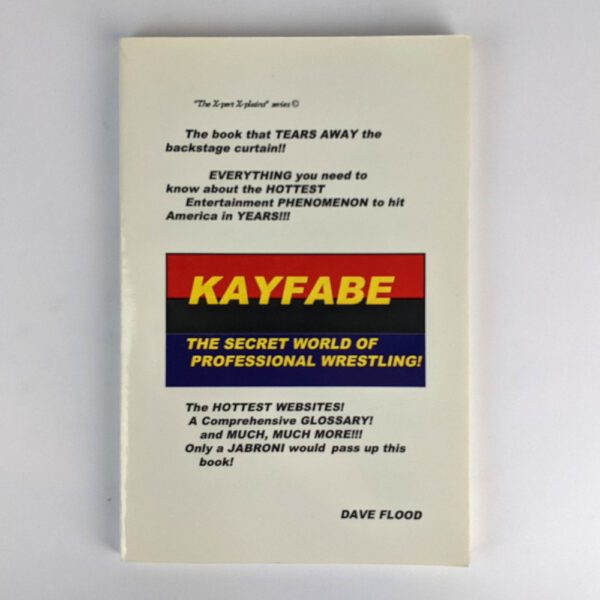 "The X-pert X-plains" series ©
The book that TEARS AWAY the
backstage curtain!!
EVERYTHING you need to
know about the HOTTEST
Entertainment PHENOMENON to hit
America in YEARS!!!
KAYFABE
THE SECRET WORLD OF
PROFESSIONAL WRESTLING!
The HOTTEST WEBSITES!
A Comprehensive GLOSSARY!
and MUCH, MUCH MORE!!!
Only a JABRONI would pass up this
book!
DAVE FLOOD